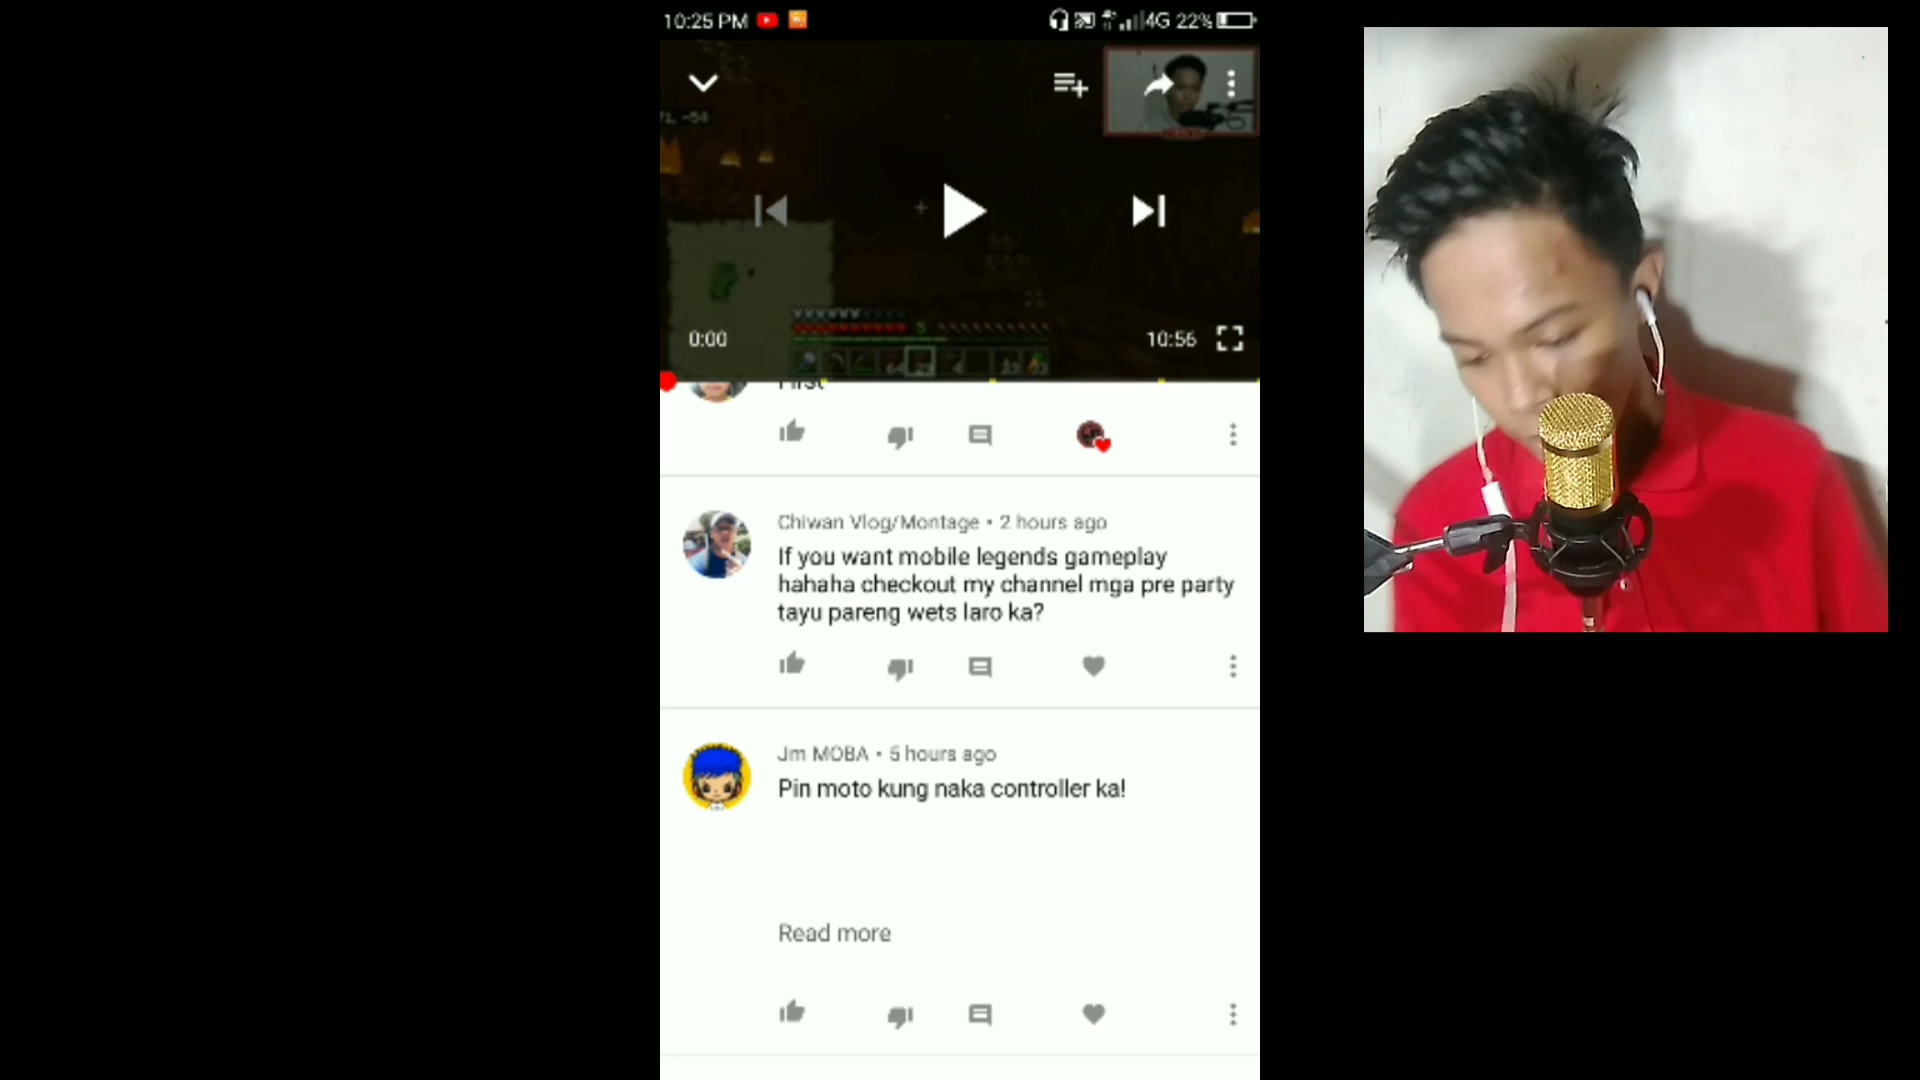 10:25 PM
4G 22%
-54
0:00
10:56
First
Chiwan Vlog/Montage • 2 hours ago
If you want mobile legends gameplay
hahaha checkout my channel mga pre party
tayu pareng wets laro ka?
Jm MOBA • 5 hours ago
Pin moto kung naka controller ka!
Read more